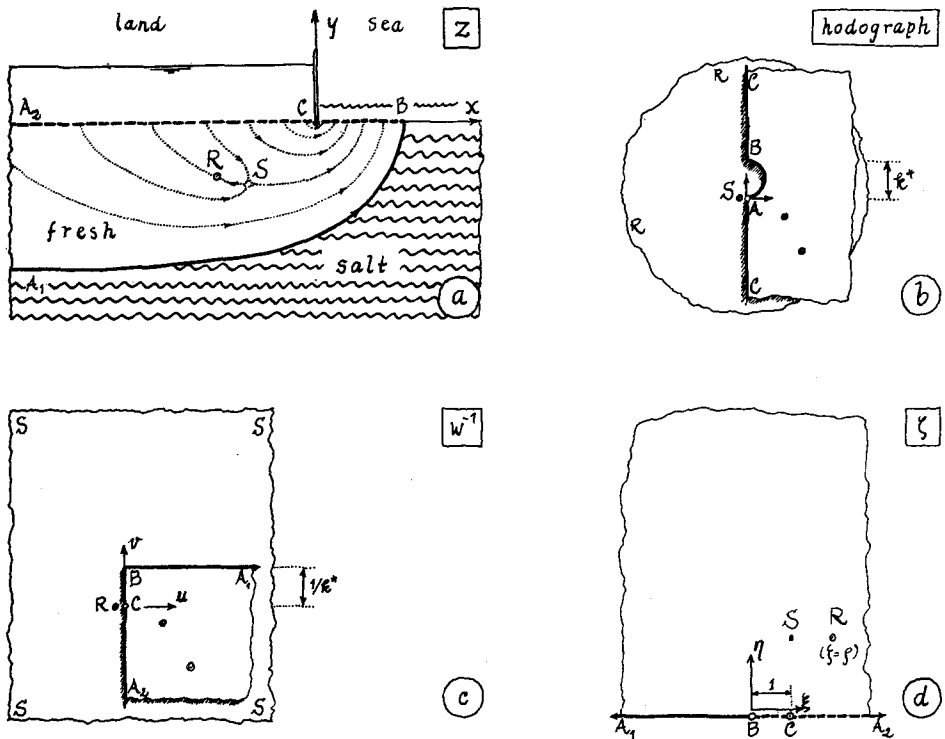 land
y
sea
z
A₂
C
B
x
R
S
fresh
salt
A₁
a
hodograph
R
C
B
k*
S
A
R
C
b
S
S
w⁻¹
v
B
A₁
1/k*
R
C
u
A₂
S
S
c
ζ
S
R
η
(ζ=ρ)
1
ξ
A₁
B
C
A₂
d